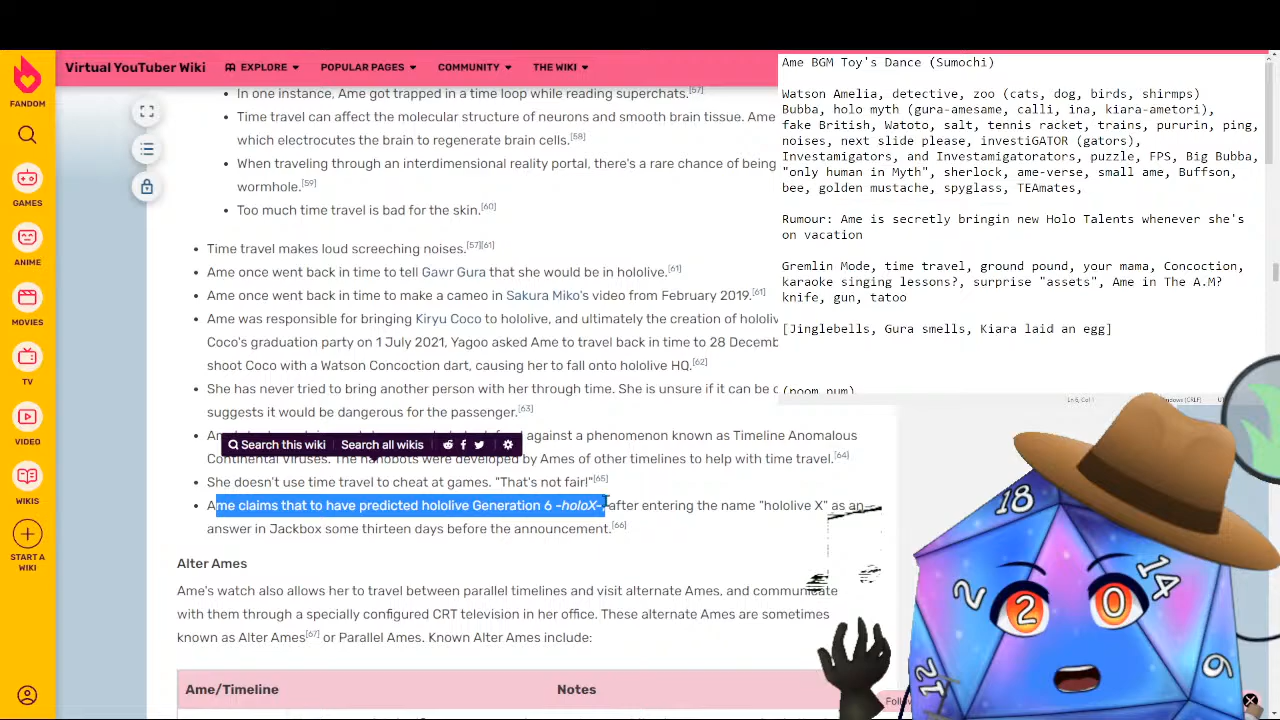 Virtual YouTuber Wiki
EXPLORE
POPULAR PAGES
COMMUNITY
THE WIKI
FANDOM
GAMES
ANIME
MOVIES
TV
VIDEO
WIKIS
START A
WIKI
In one instance, Ame got trapped in a time loop while reading superchats.[57]
Time travel can affect the molecular structure of neurons and smooth brain tissue. Ame
which electrocutes the brain to regenerate brain cells.[58]
When traveling through an interdimensional reality portal, there's a rare chance of being
wormhole.[59]
Too much time travel is bad for the skin.[60]
Time travel makes loud screeching noises.[57][61]
Ame once went back in time to tell Gawr Gura that she would be in hololive.[61]
Ame once went back in time to make a cameo in Sakura Miko's video from February 2019.[61]
Ame was responsible for bringing Kiryu Coco to hololive, and ultimately the creation of hololiv
Coco's graduation party on 1 July 2021, Yagoo asked Ame to travel back in time to 28 Decemb
shoot Coco with a Watson Concoction dart, causing her to fall onto hololive HQ.[62]
She has never tried to bring another person with her through time. She is unsure if it can be
suggests it would be dangerous for the passenger.[63]
against a phenomenon known as Timeline Anomalous
Search this wiki
Search all wikis
Continental Viruses. The nanobots were developed by Ames of other timelines to help with time travel.[64]
She doesn't use time travel to cheat at games. "That's not fair!"[65]
Ame claims that to have predicted hololive Generation 6 -holoX-, after entering the name "hololive X" as an
answer in Jackbox some thirteen days before the announcement.[66]
Alter Ames
Ame's watch also allows her to travel between parallel timelines and visit alternate Ames, and communicate
with them through a specially configured CRT television in her office. These alternate Ames are sometimes
known as Alter Ames[67] or Parallel Ames. Known Alter Ames include:
Ame/Timeline
Notes
Ame BGM Toy's Dance (Sumochi)
Watson Amelia, detective, zoo (cats, dog, birds, shirmps)
Bubba, holo myth (gura-amesame, calli, ina, kiara-ametori),
fake British, Watoto, salt, tennis racket, trains, pururin, ping,
noises, next slide please, investiGATOR (gators),
Investamigators, and Investamigatorators, puzzle, FPS, Big Bubba,
"only human in Myth", sherlock, ame-verse, small ame, Buffson,
bee, golden mustache, spyglass, TEAmates,
Rumour: Ame is secretly bringing new Holo Talents whenever she's
on vacation
Gremlin Mode, time travel, ground pound, your mama, Concoction,
karaoke singing lessons?, surprise "assets", Ame in The A.M?
knife, gun, tatoo
[Jinglebells, Gura smells, Kiara laid an egg]
Ln 6, Col 1
(CRLF)
18
14
2
2
0
12
9
Follow